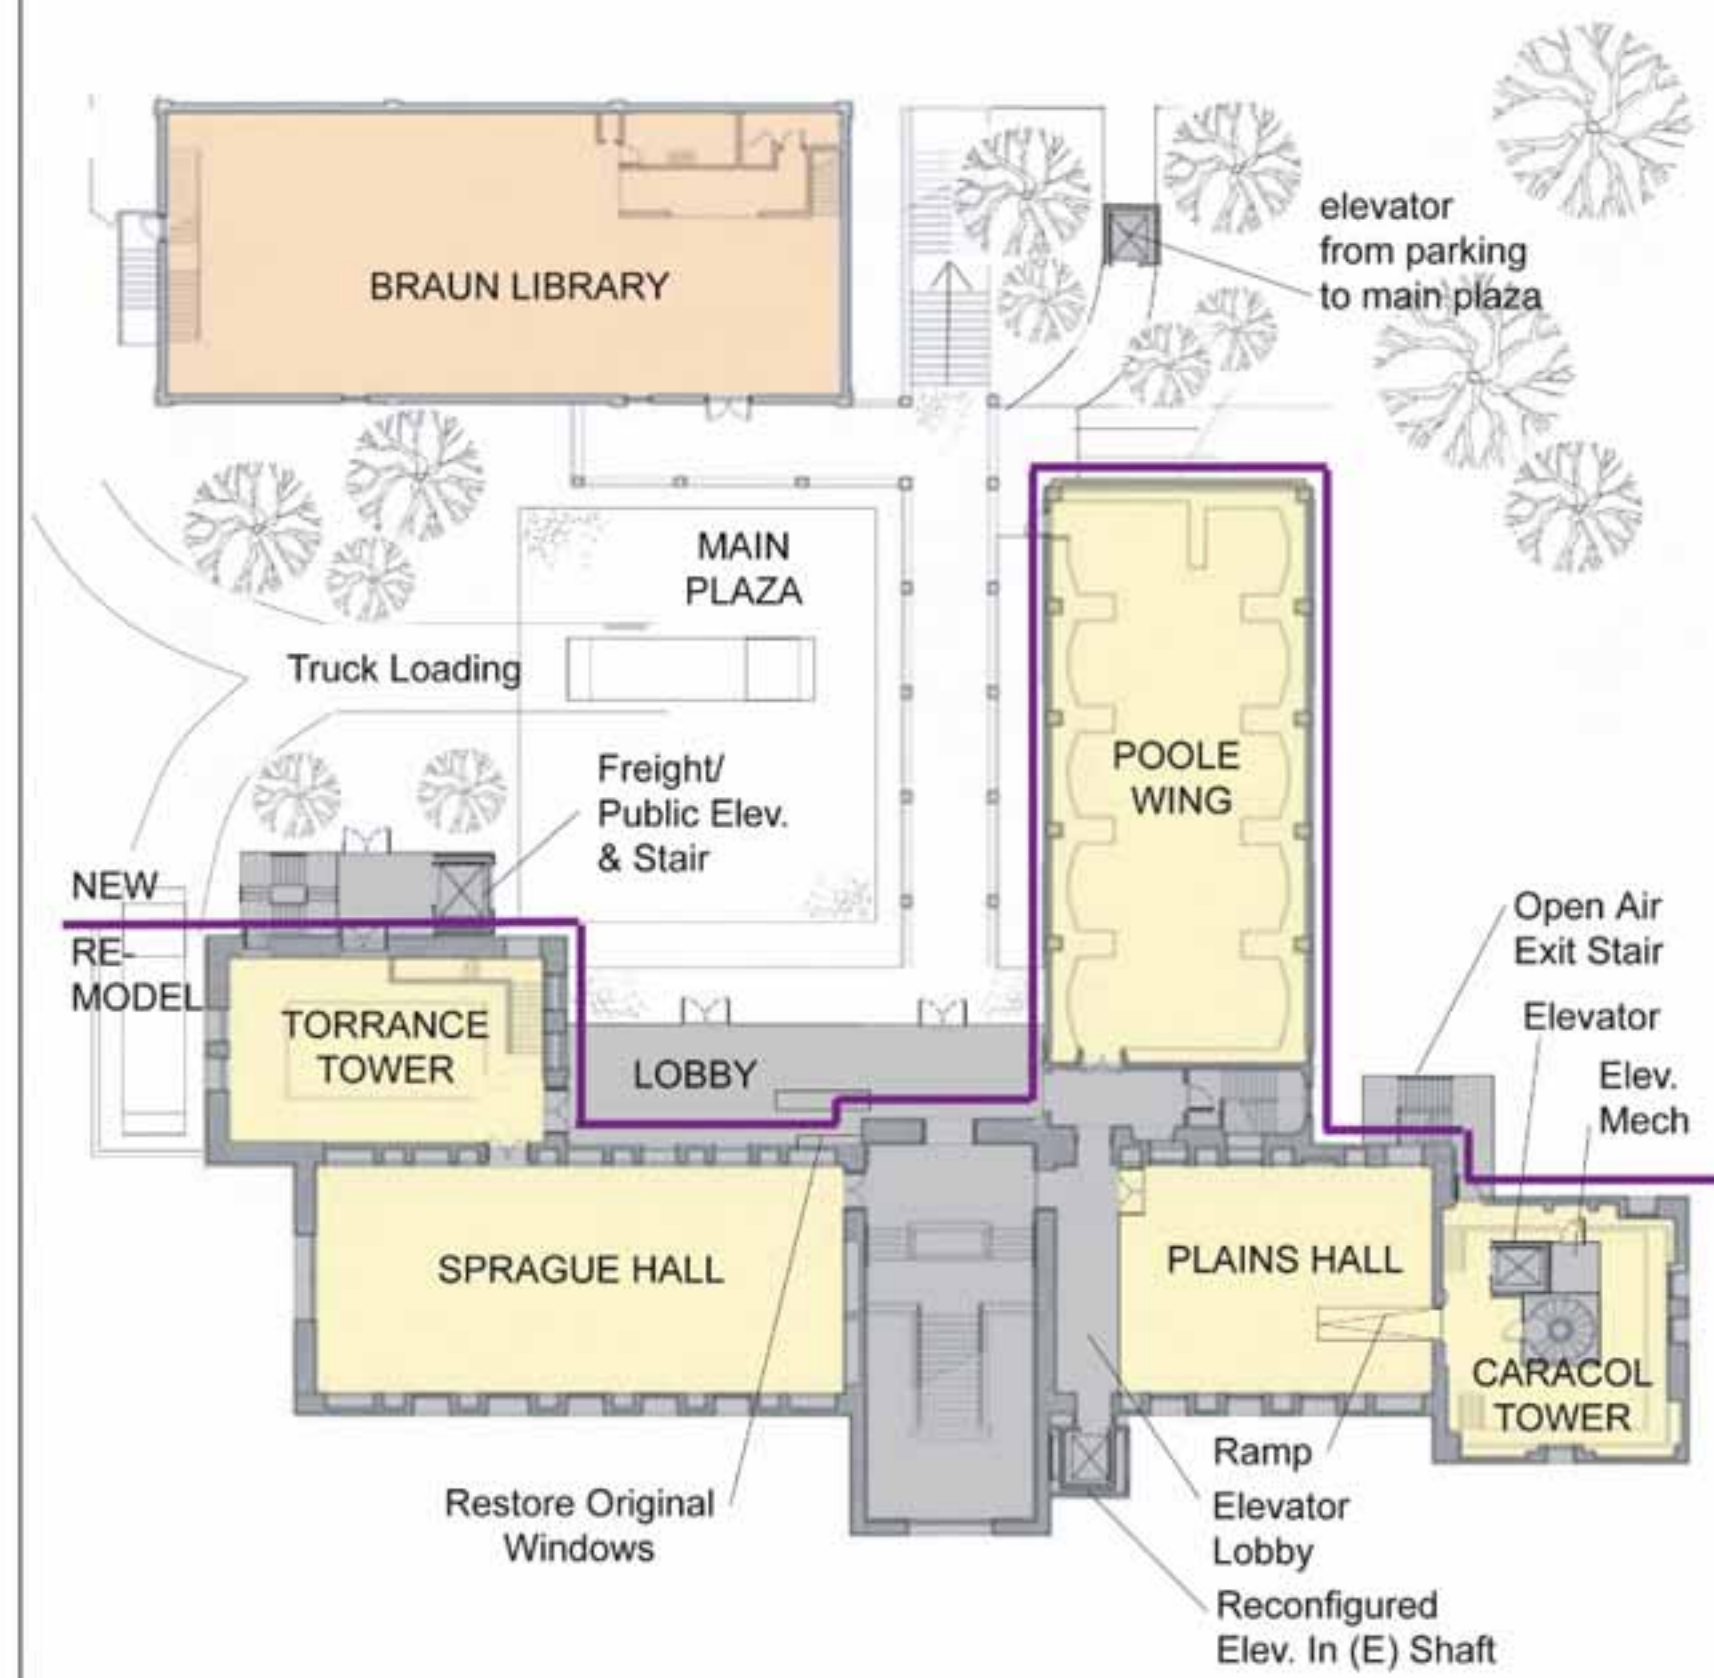 BRAUN LIBRARY
elevator
from parking
to main plaza
MAIN
PLAZA
Truck Loading
Freight/
Public Elev.
& Stair
POOLE
WING
NEW
RE-
MODEL
TORRANCE
TOWER
LOBBY
Open Air
Exit Stair
Elevator
Elev.
Mech
SPRAGUE HALL
PLAINS HALL
CARACOL
TOWER
Ramp
Elevator
Lobby
Restore Original
Windows
Reconfigured
Elev. In (E) Shaft